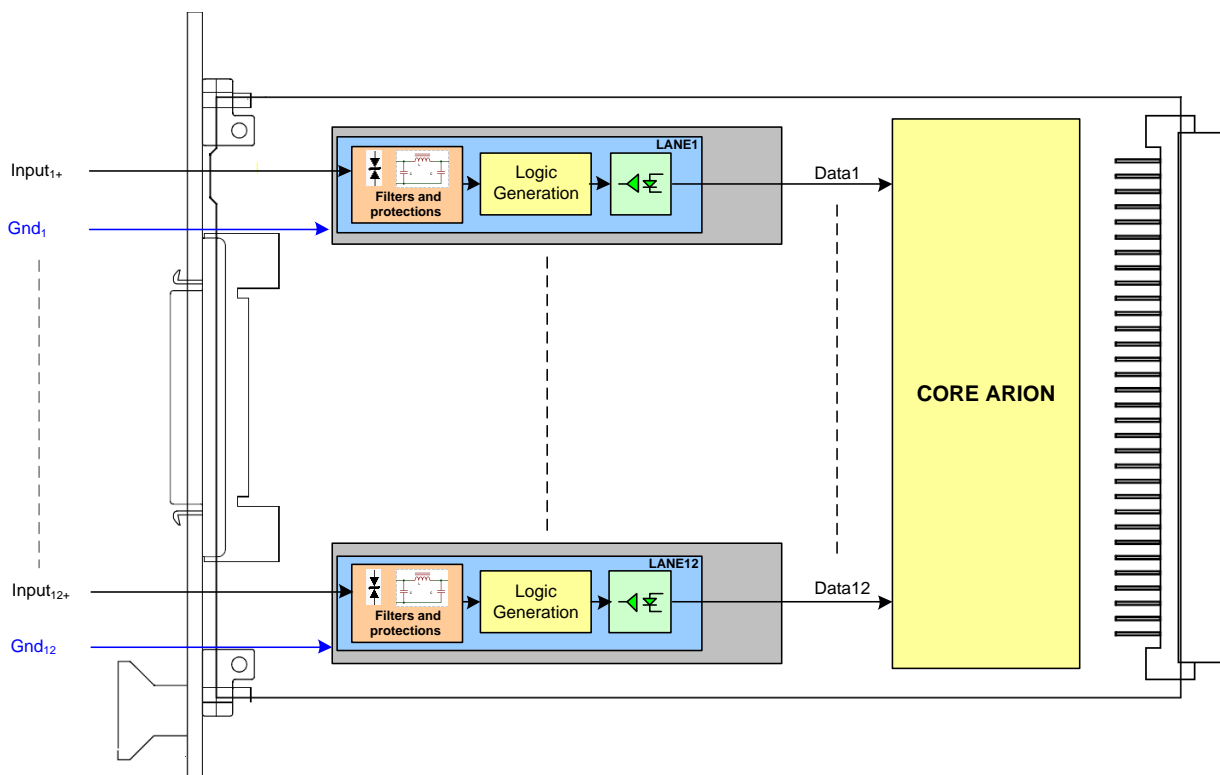 LANE1
Input1+
Filters and
protections
Logic
Generation
Data1
Gnd1
CORE ARION
LANE12
Input12+
Filters and
protections
Logic
Generation
Data12
Gnd12